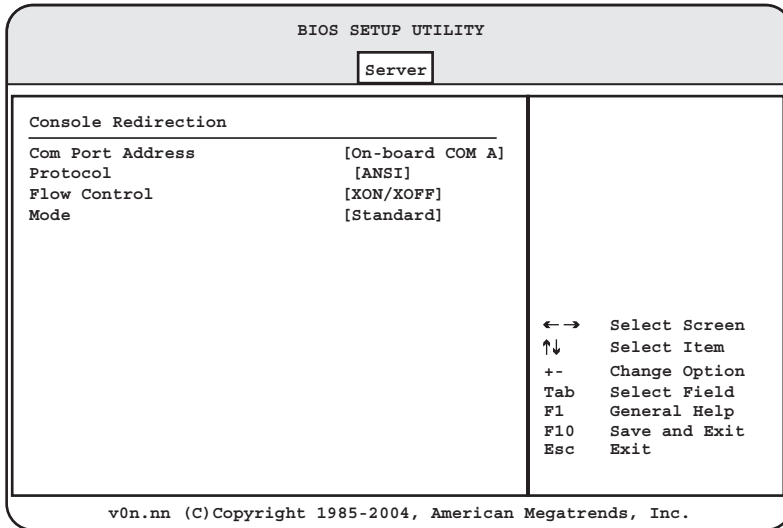 BIOS SETUP UTILITY
Server
Console Redirection
Com Port Address [On-board COM A]
Protocol [ANSI]
Flow Control [XON/XOFF]
Mode [Standard]
←→ Select Screen
↑↓ Select Item
+- Change Option
Tab Select Field
F1 General Help
F10 Save and Exit
Esc Exit
v0n.nn (C)Copyright 1985-2004, American Megatrends, Inc.